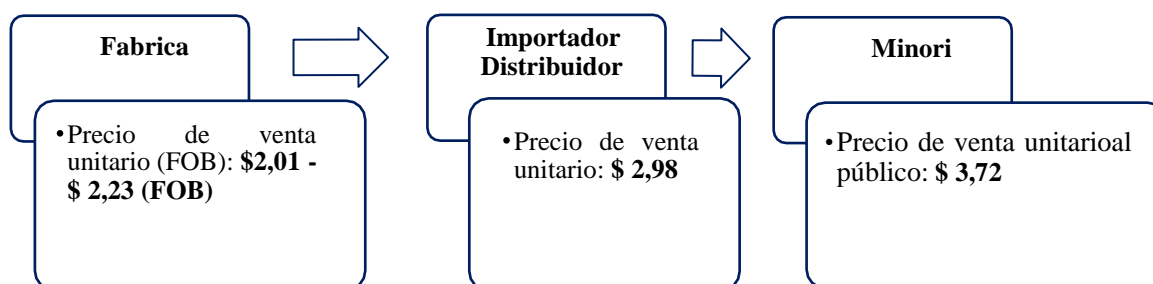 Fabrica
•Precio de venta
unitario (FOB): $2,01 -
$ 2,23 (FOB)
Importador
Distribuidor
•Precio de venta
unitario: $ 2,98
Minori
•Precio de venta unitarioal
público: $ 3,72